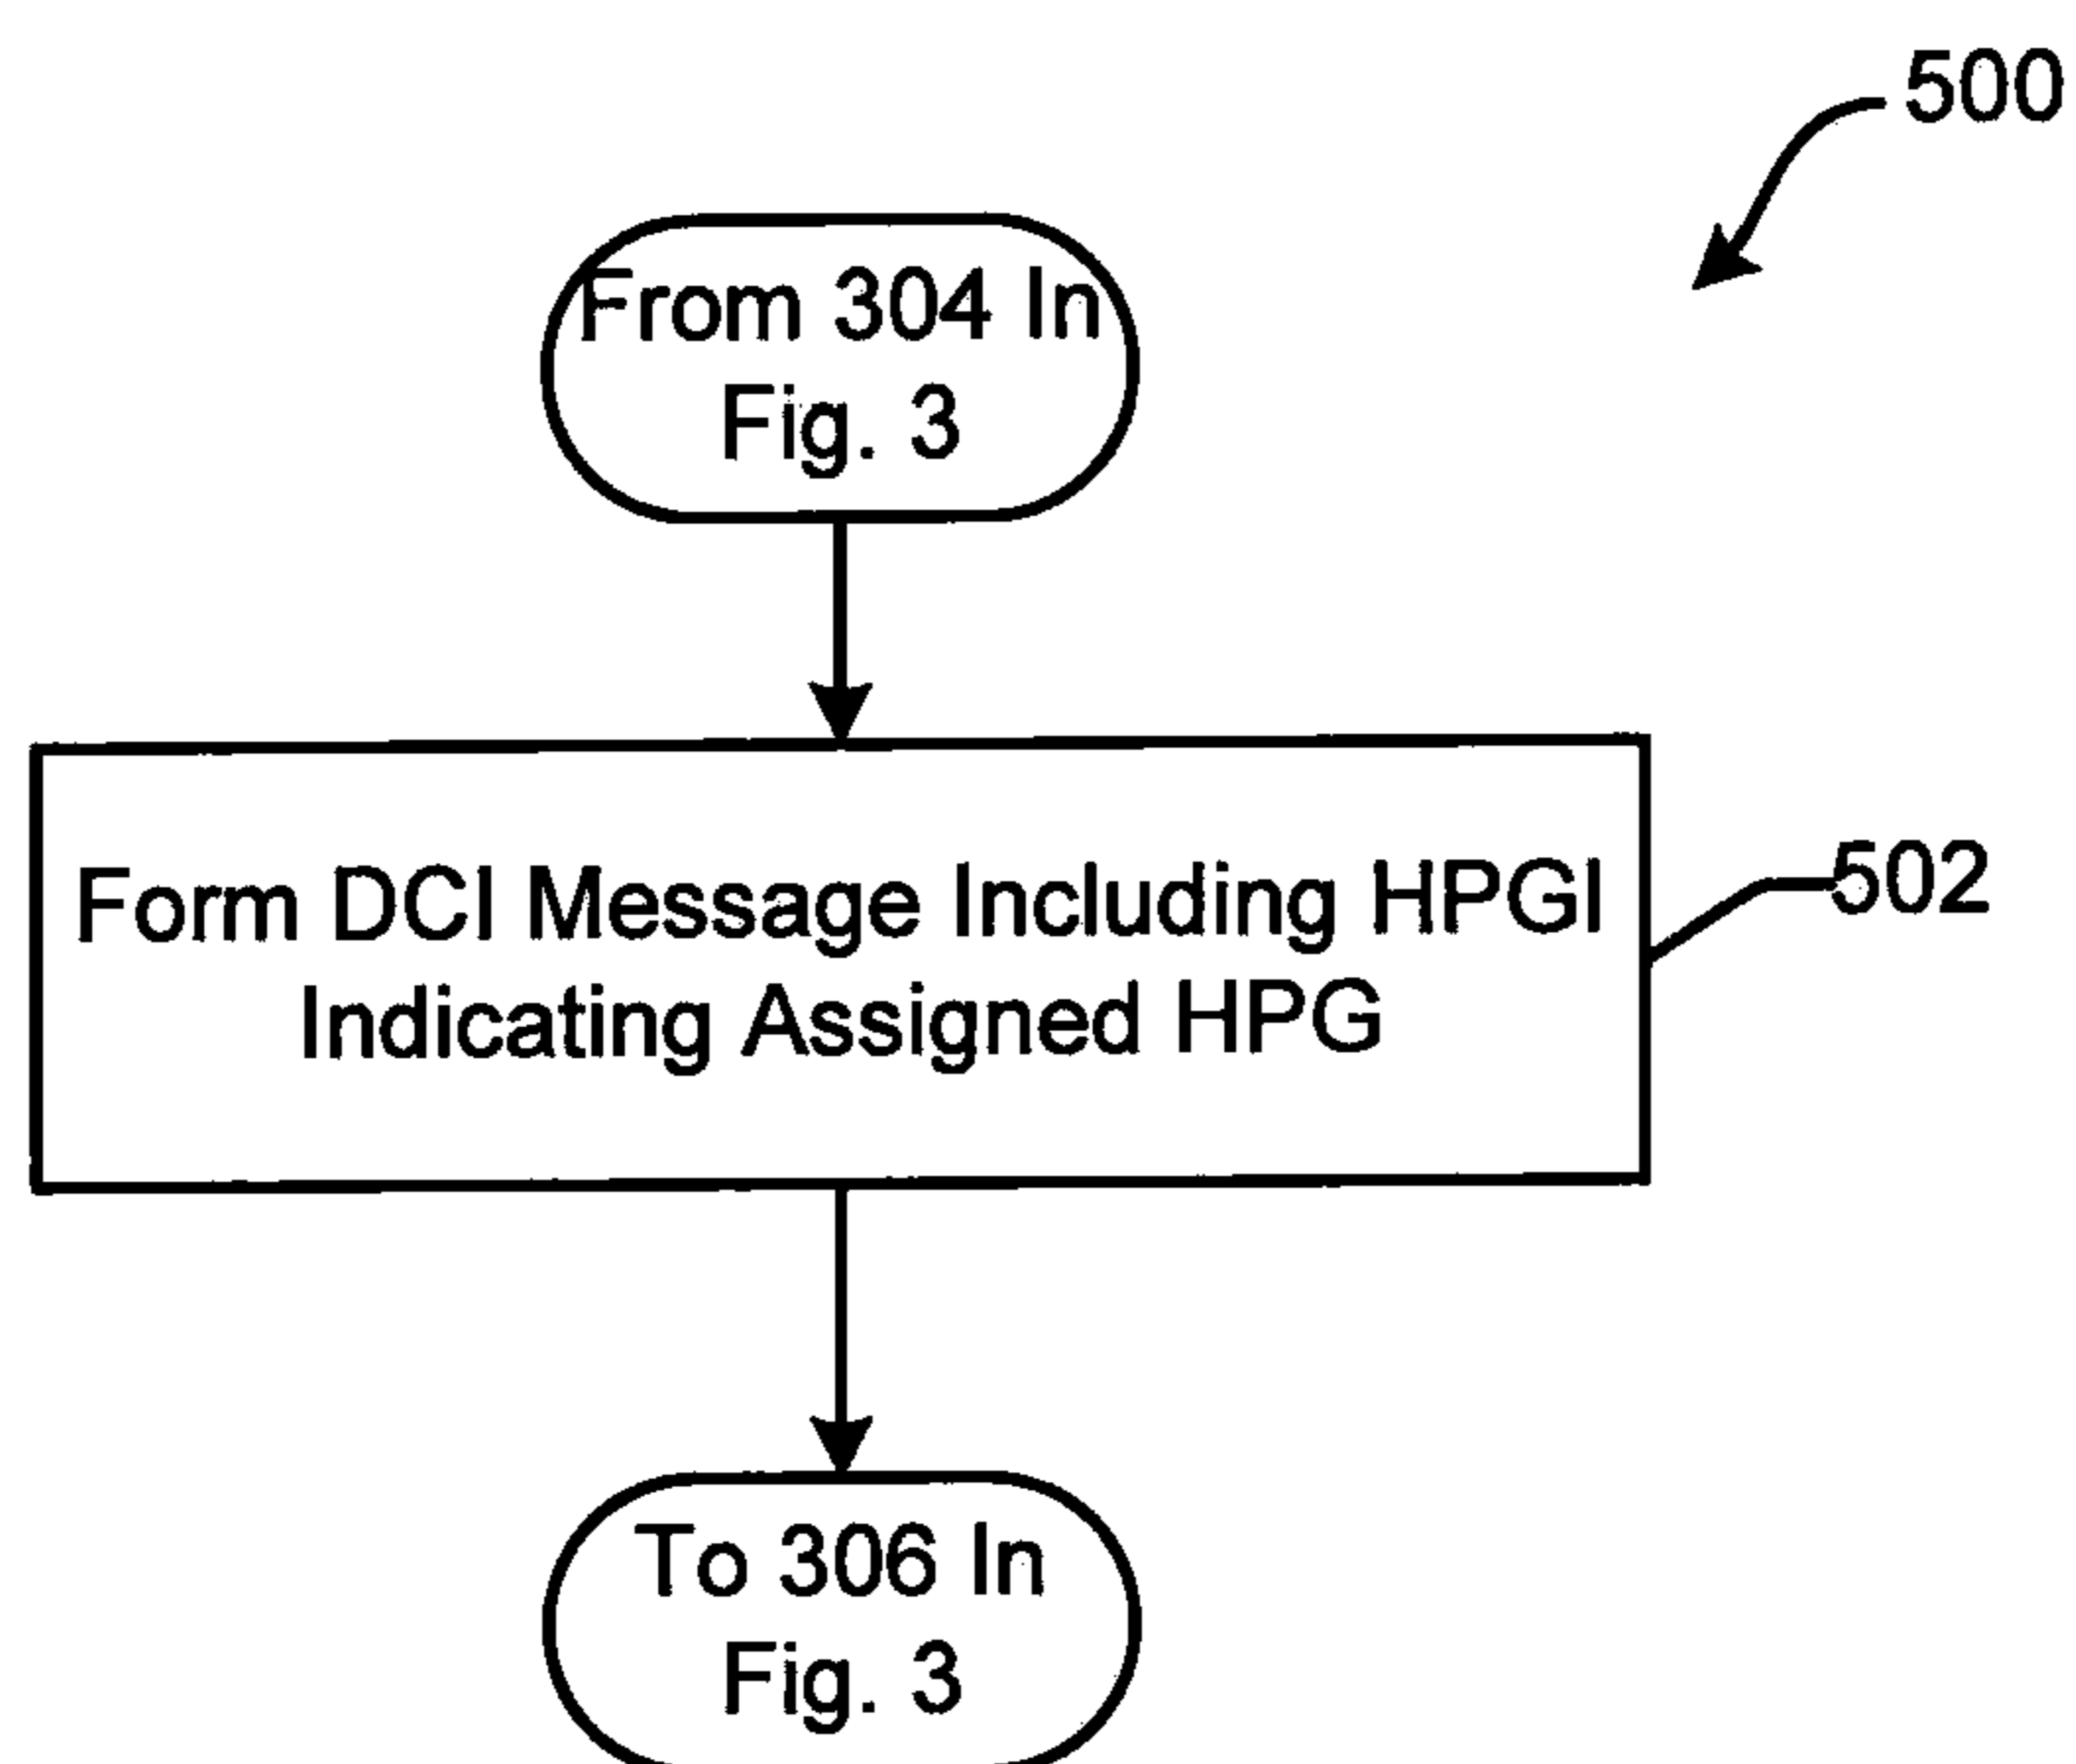 500
From 304 In
Fig. 3
Form DCI Message Including HPGI
Indicating Assigned HPG
502
To 306 In
Fig. 3